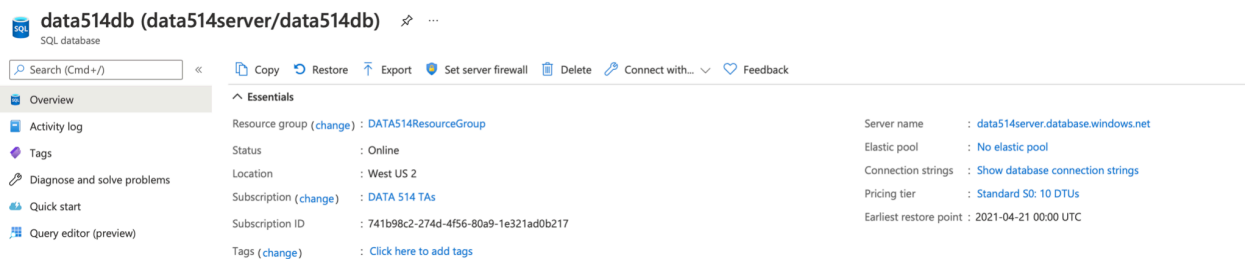 data514db (data514server/data514db)
SQL database
Search (Cmd+/)
Overview
Activity log
Tags
Diagnose and solve problems
Quick start
Query editor (preview)
Copy Restore Export Set server firewall Delete Connect with... Feedback
Essentials
Resource group (change) : DATA514ResourceGroup
Status : Online
Location : West US 2
Subscription (change) : DATA 514 TAs
Subscription ID : 741b98c2-274d-4f56-80a9-1e321ad0b217
Tags (change) : Click here to add tags
Server name : data514server.database.windows.net
Elastic pool : No elastic pool
Connection strings : Show database connection strings
Pricing tier : Standard S0: 10 DTUs
Earliest restore point : 2021-04-21 00:00 UTC